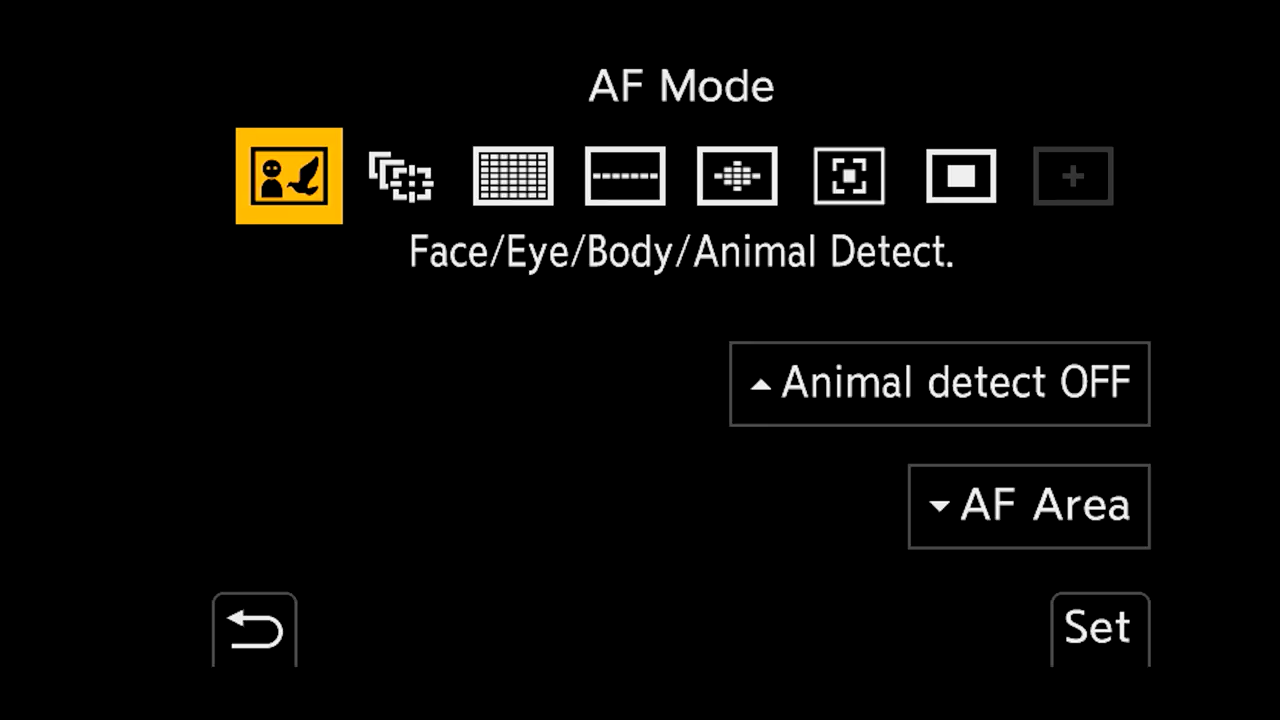 AF Mode
Face/Eye/Body/Animal Detect.
Animal detect OFF
AF Area
Set